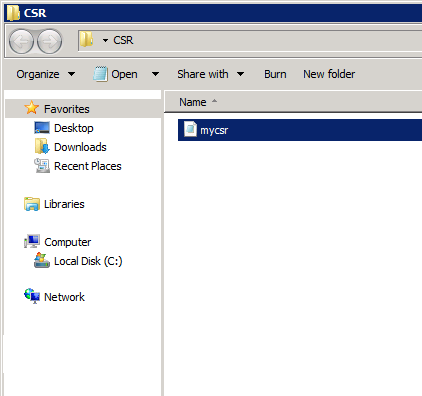 CSR
CSR
Organize Open Share with Burn New folder
Favorites
Desktop
Downloads
Recent Places
Libraries
Computer
Local Disk (C:)
Network
Name
mycsr